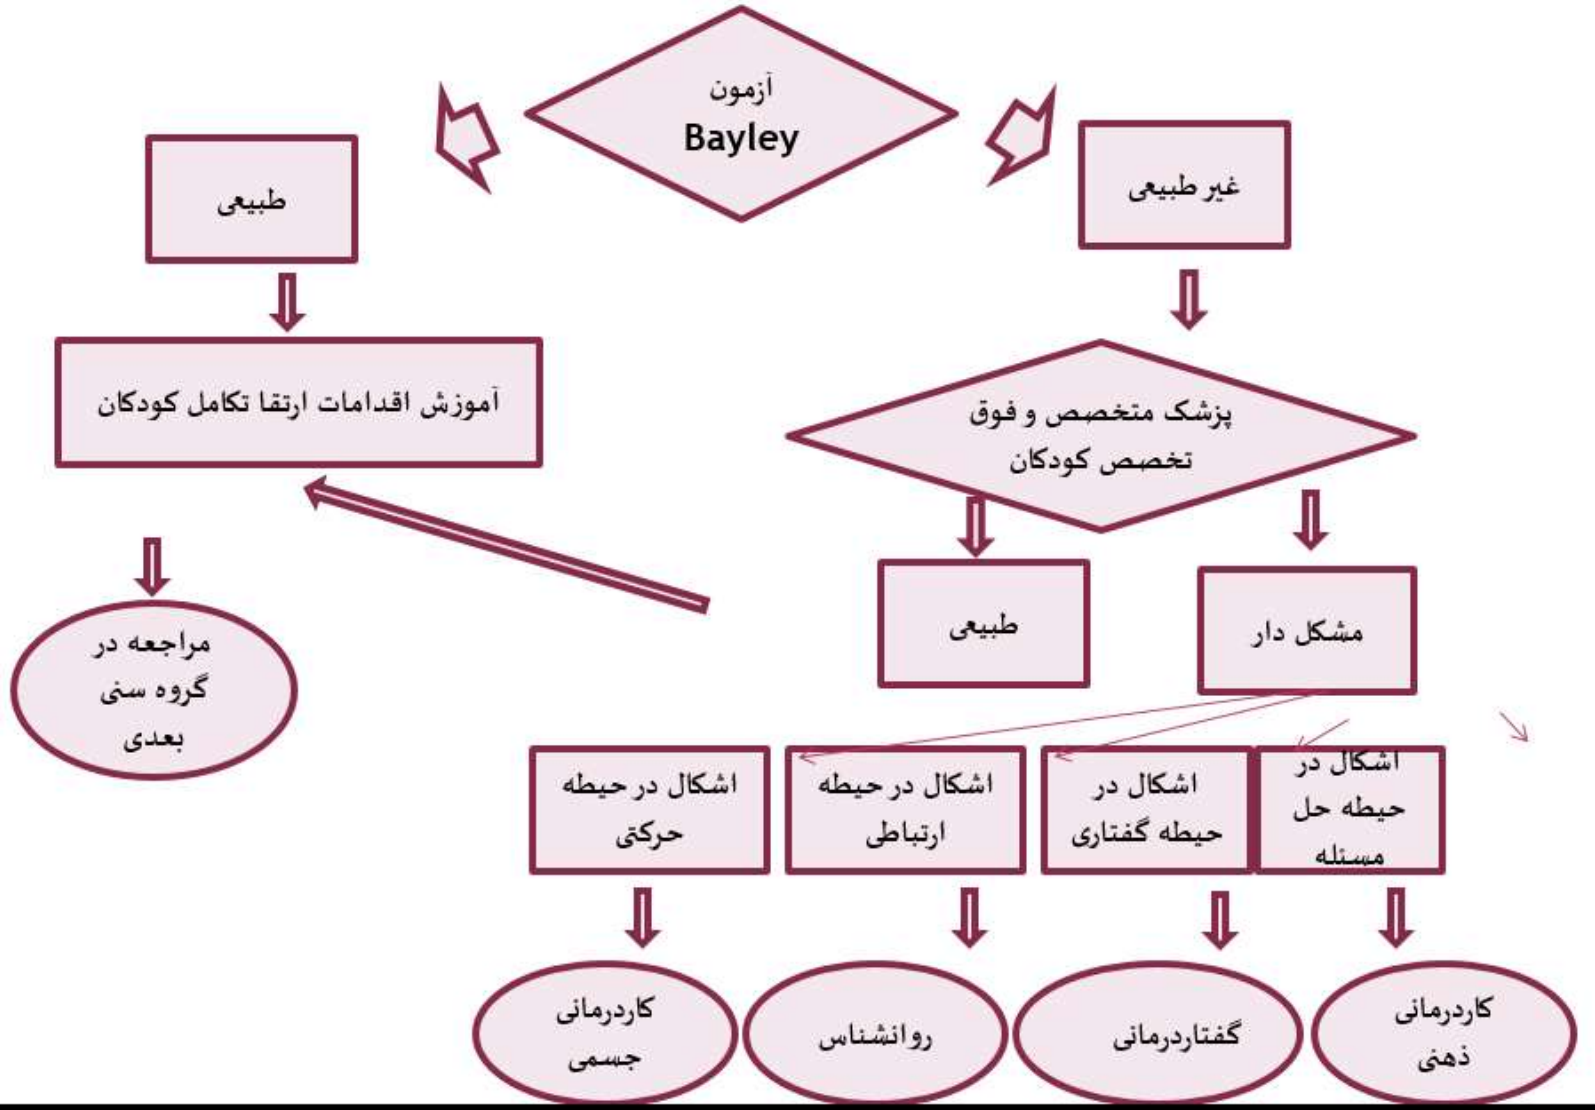 آزمون
Bayley
غیر طبیعی
طبیعی
آموزش اقدامات ارتقا تکامل کودکان
پزشک متخصص و فوق
تخصص کودکان
مشکل دار
طبیعی
مراجعه در
گروه سنی
بعدی
اشکال در
حیطه حل
مسئله
اشکال در
حیطه گفتاری
اشکال در حیطه
ارتباطی
اشکال در حیطه
حرکتی
کاردرمانی
ذهنی
گفتاردرمانی
روانشناس
کاردرمانی
جسمی